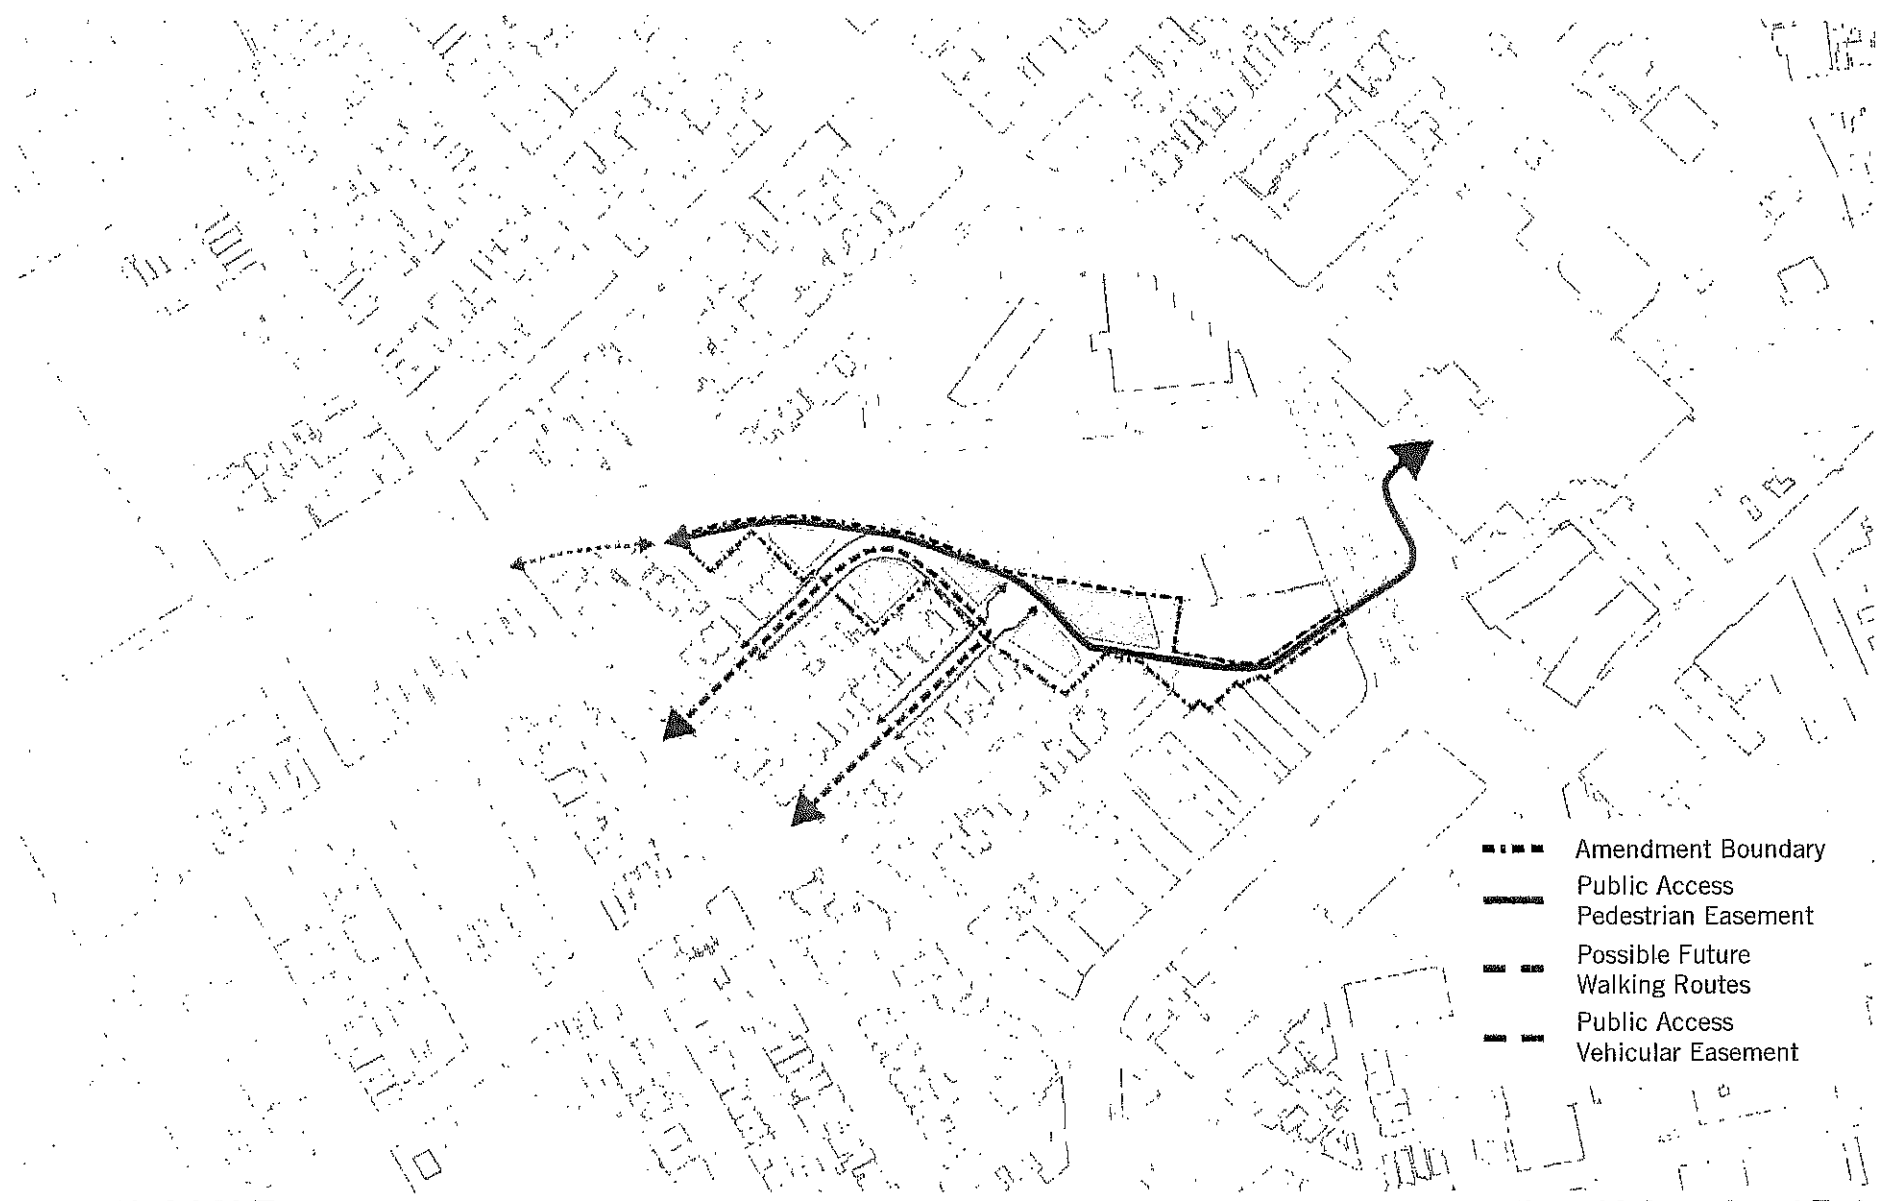 Amendment Boundary
Public Access
Pedestrian Easement
Possible Future
Walking Routes
Public Access
Vehicular Easement